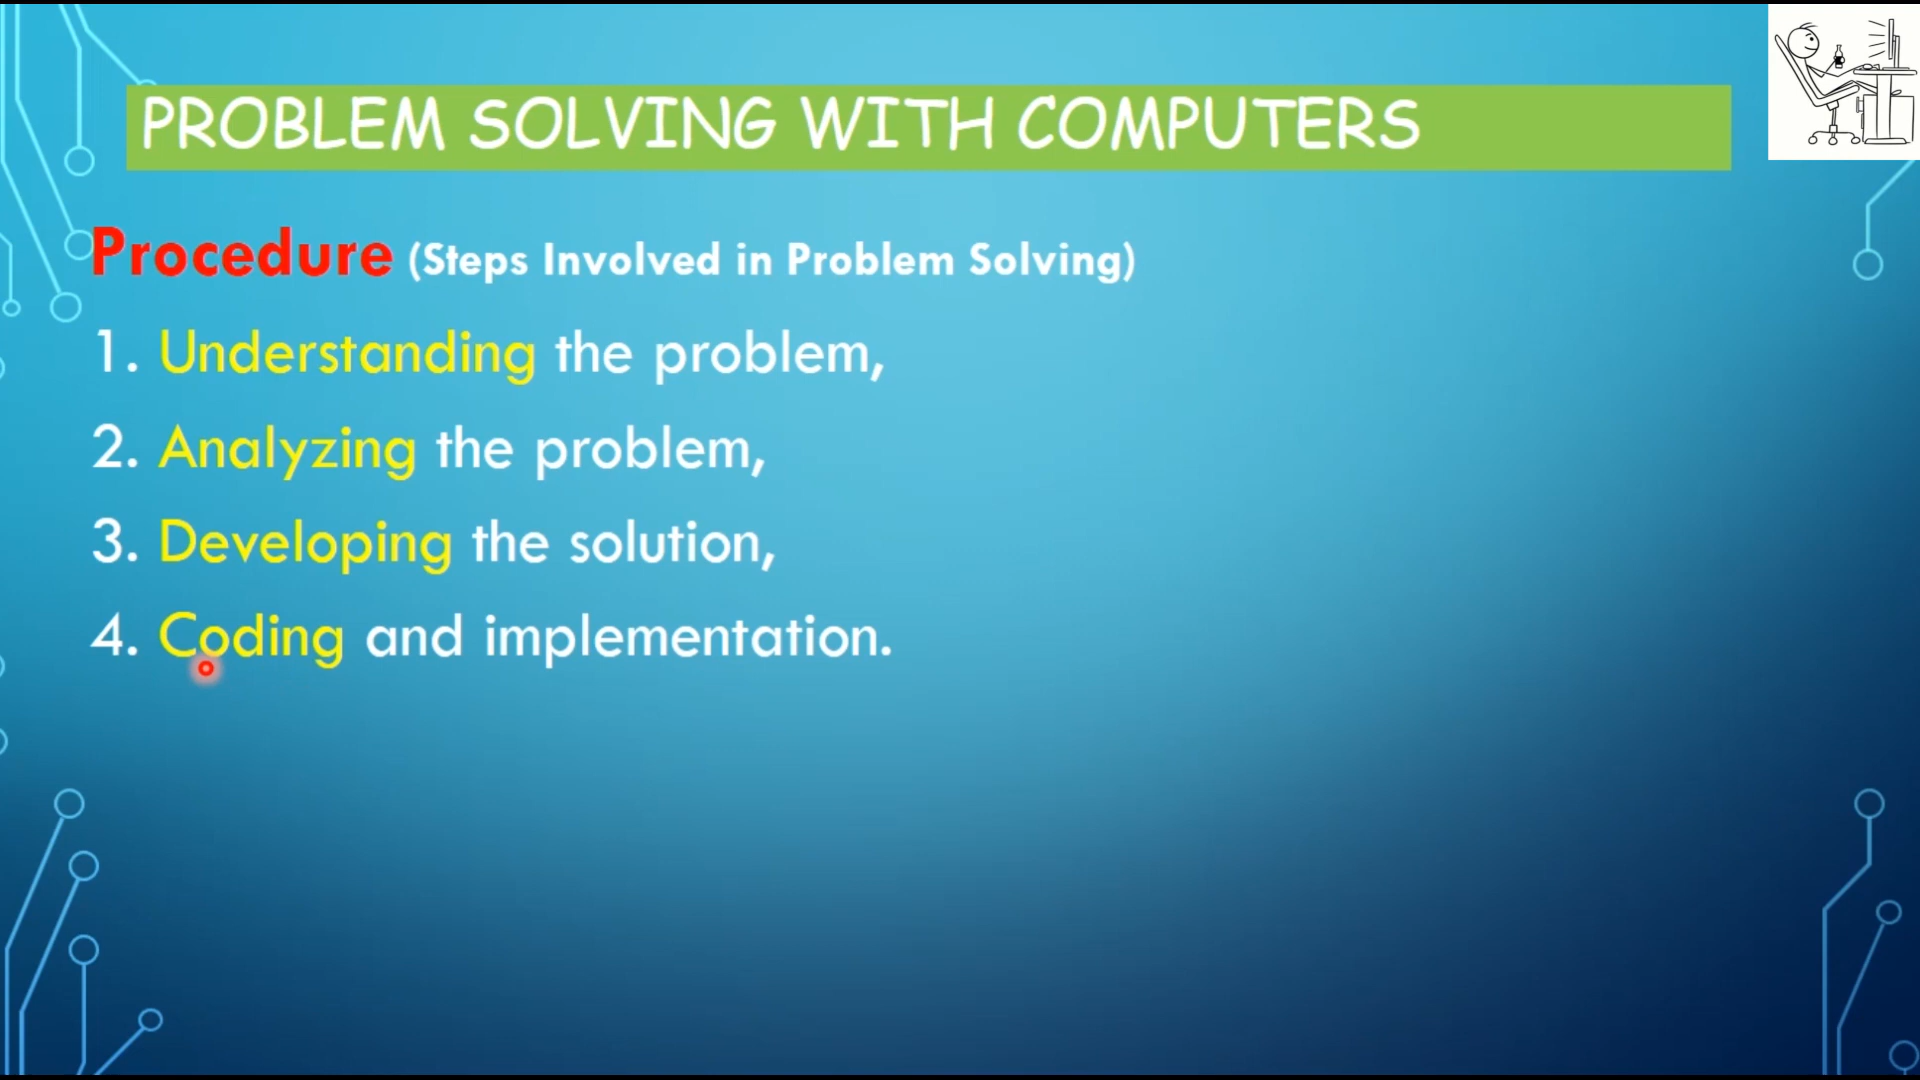 PROBLEM SOLVING WITH COMPUTERS
Procedure (Steps Involved in Problem Solving)
1. Understanding the problem,
2. Analyzing the problem,
3. Developing the solution,
4. Coding and implementation.